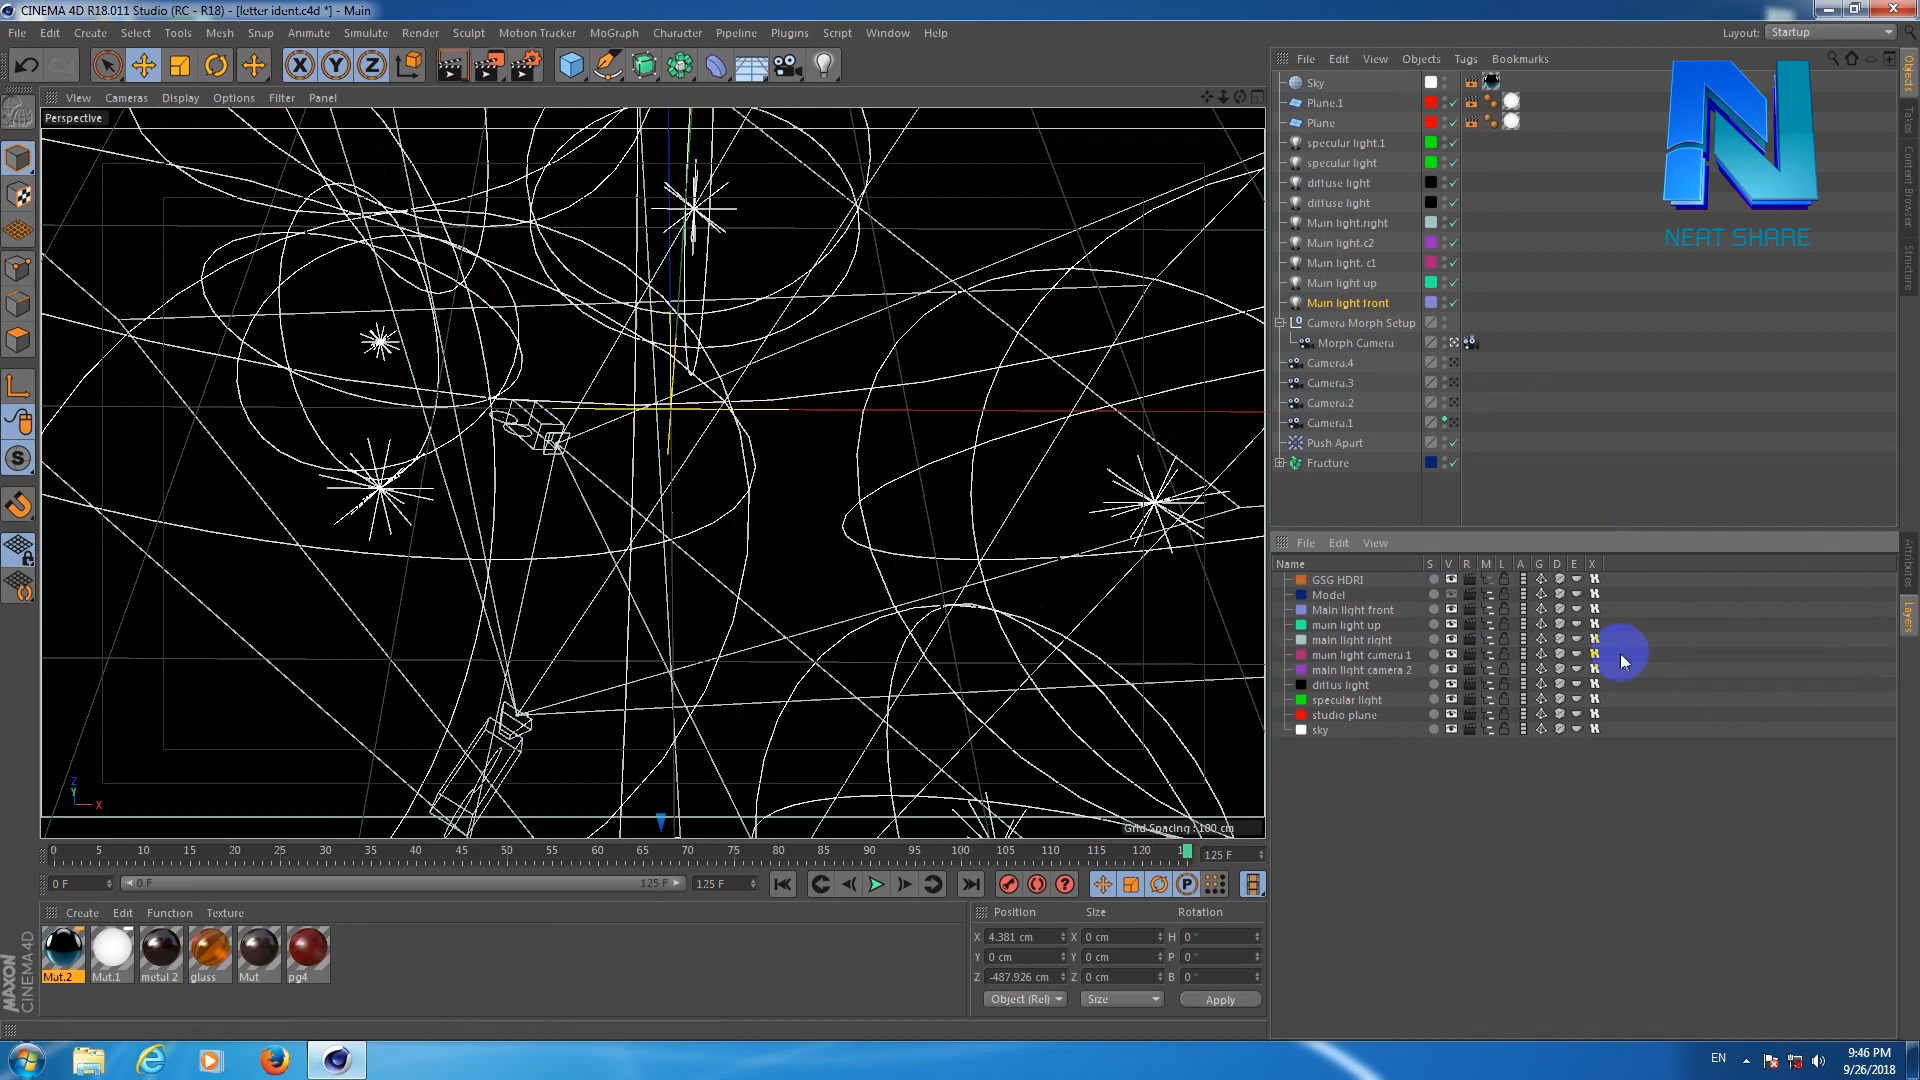 CINEMA 4D R18.011 Studio (RC - R18) - [letter ident.c4d *] - Main
File Edit Create Select Tools Mesh Snap Animate Simulate Render Sculpt Motion Tracker MoGraph Character Pipeline Plugins Script Window Help
Layout: Startup
X Y Z
View Cameras Display Options Filter Panel
Perspective
File Edit View Objects Tags Bookmarks
Sky
Plane.1
Plane
specular light.1
specular light
diffuse light
diffuse light
Main light.right
Main light.c2
Main light. c1
Main light up
Main light front
Camera Morph Setup
Morph Camera
Camera.4
Camera.3
Camera.2
Camera.1
Push Apart
Fracture
NEAT SHARE
Objects
Takes
Content Browser
Structure
File Edit View
Name S V R M L A G D E X
GSG HDRI
Model
Main light front
main light up
main light right
main light camera 1
main light camera 2
diffus light
specular light
studio plane
sky
Attributes
Layers
Z
Y
X
Grid Spacing : 100 cm
0 5 10 15 20 25 30 35 40 45 50 55 60 65 70 75 80 85 90 95 100 105 110 115 120
125 F
0 F 0 F 125 F 125 F
Create Edit Function Texture
Mat.2 Mat.1 metal 2 glass Mat pg4
Position Size Rotation
X 4.381 cm X 0 cm H 0 °
Y 0 cm Y 0 cm P 0 °
Z -487.926 cm Z 0 cm B 0 °
Object (Rel) Size Apply
MAXON
CINEMA 4D
EN
9:46 PM
9/26/2018